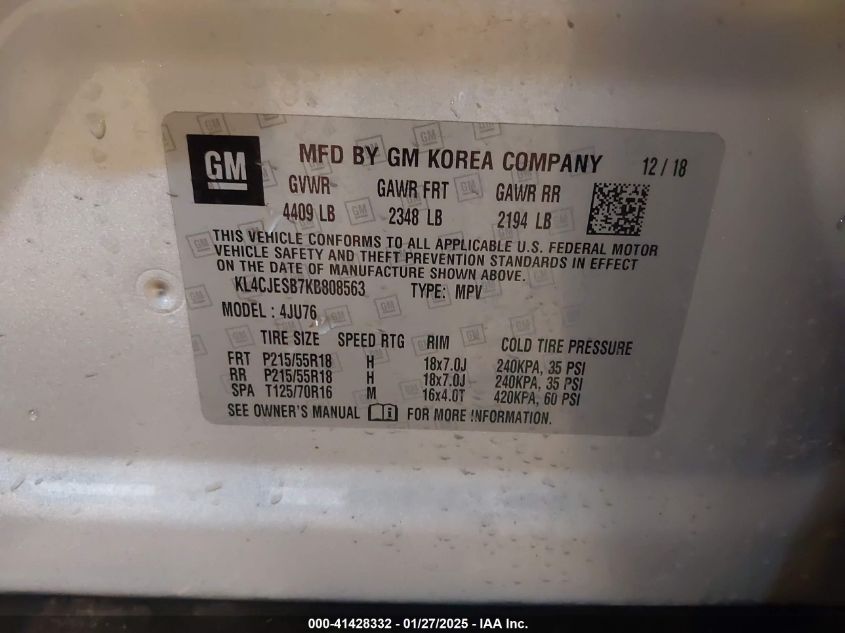 GM
MFD BY GM KOREA COMPANY 12 / 18
GVWR GAWR FRT GAWR RR
4409 LB 2348 LB 2194 LB
THIS VEHICLE CONFORMS TO ALL APPLICABLE U.S. FEDERAL MOTOR
VEHICLE SAFETY AND THEFT PREVENTION STANDARDS IN EFFECT
ON THE DATE OF MANUFACTURE SHOWN ABOVE.
KL4CJESB7KB808563 TYPE: MPV
MODEL : 4JU76
TIRE SIZE SPEED RTG RIM COLD TIRE PRESSURE
FRT P215/55R18 H 18x7.0J 240KPA, 35 PSI
RR P215/55R18 H 18x7.0J 240KPA, 35 PSI
SPA T125/70R16 M 16x4.0T 420KPA, 60 PSI
SEE OWNER'S MANUAL FOR MORE INFORMATION.
000-41428332 - 01/27/2025 - IAA Inc.